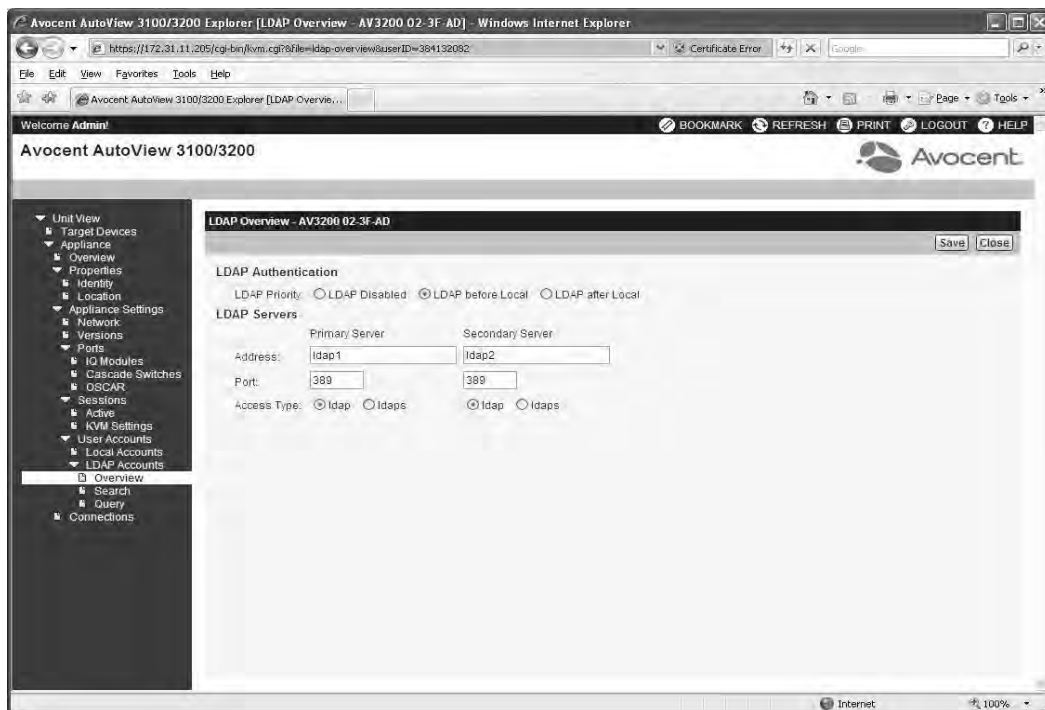 Avocent AutoView 3100/3200 Explorer [LDAP Overview - AV3200 02-3F-AD] - Windows Internet Explorer
https://172.31.11.205/cgi-bin/kvm.cgi?&file=ldap-overview&userID=384132082
Certificate Error
Google
File Edit View Favorites Tools Help
Avocent AutoView 3100/3200 Explorer [LDAP Overvie...
Page Tools
Welcome Admin!
BOOKMARK REFRESH PRINT LOGOUT ? HELP
Avocent AutoView 3100/3200
Avocent
Unit View
Target Devices
Appliance
Overview
Properties
Identity
Location
Appliance Settings
Network
Versions
Ports
IQ Modules
Cascade Switches
OSCAR
Sessions
Active
KVM Settings
User Accounts
Local Accounts
LDAP Accounts
Overview
Search
Query
Connections
LDAP Overview - AV3200 02-3F-AD
Save Close
LDAP Authentication
LDAP Priority: LDAP Disabled LDAP before Local LDAP after Local
LDAP Servers
Primary Server Secondary Server
Address: ldap1 ldap2
Port: 389 389
Access Type: ldap ldaps ldap ldaps
Internet 100%